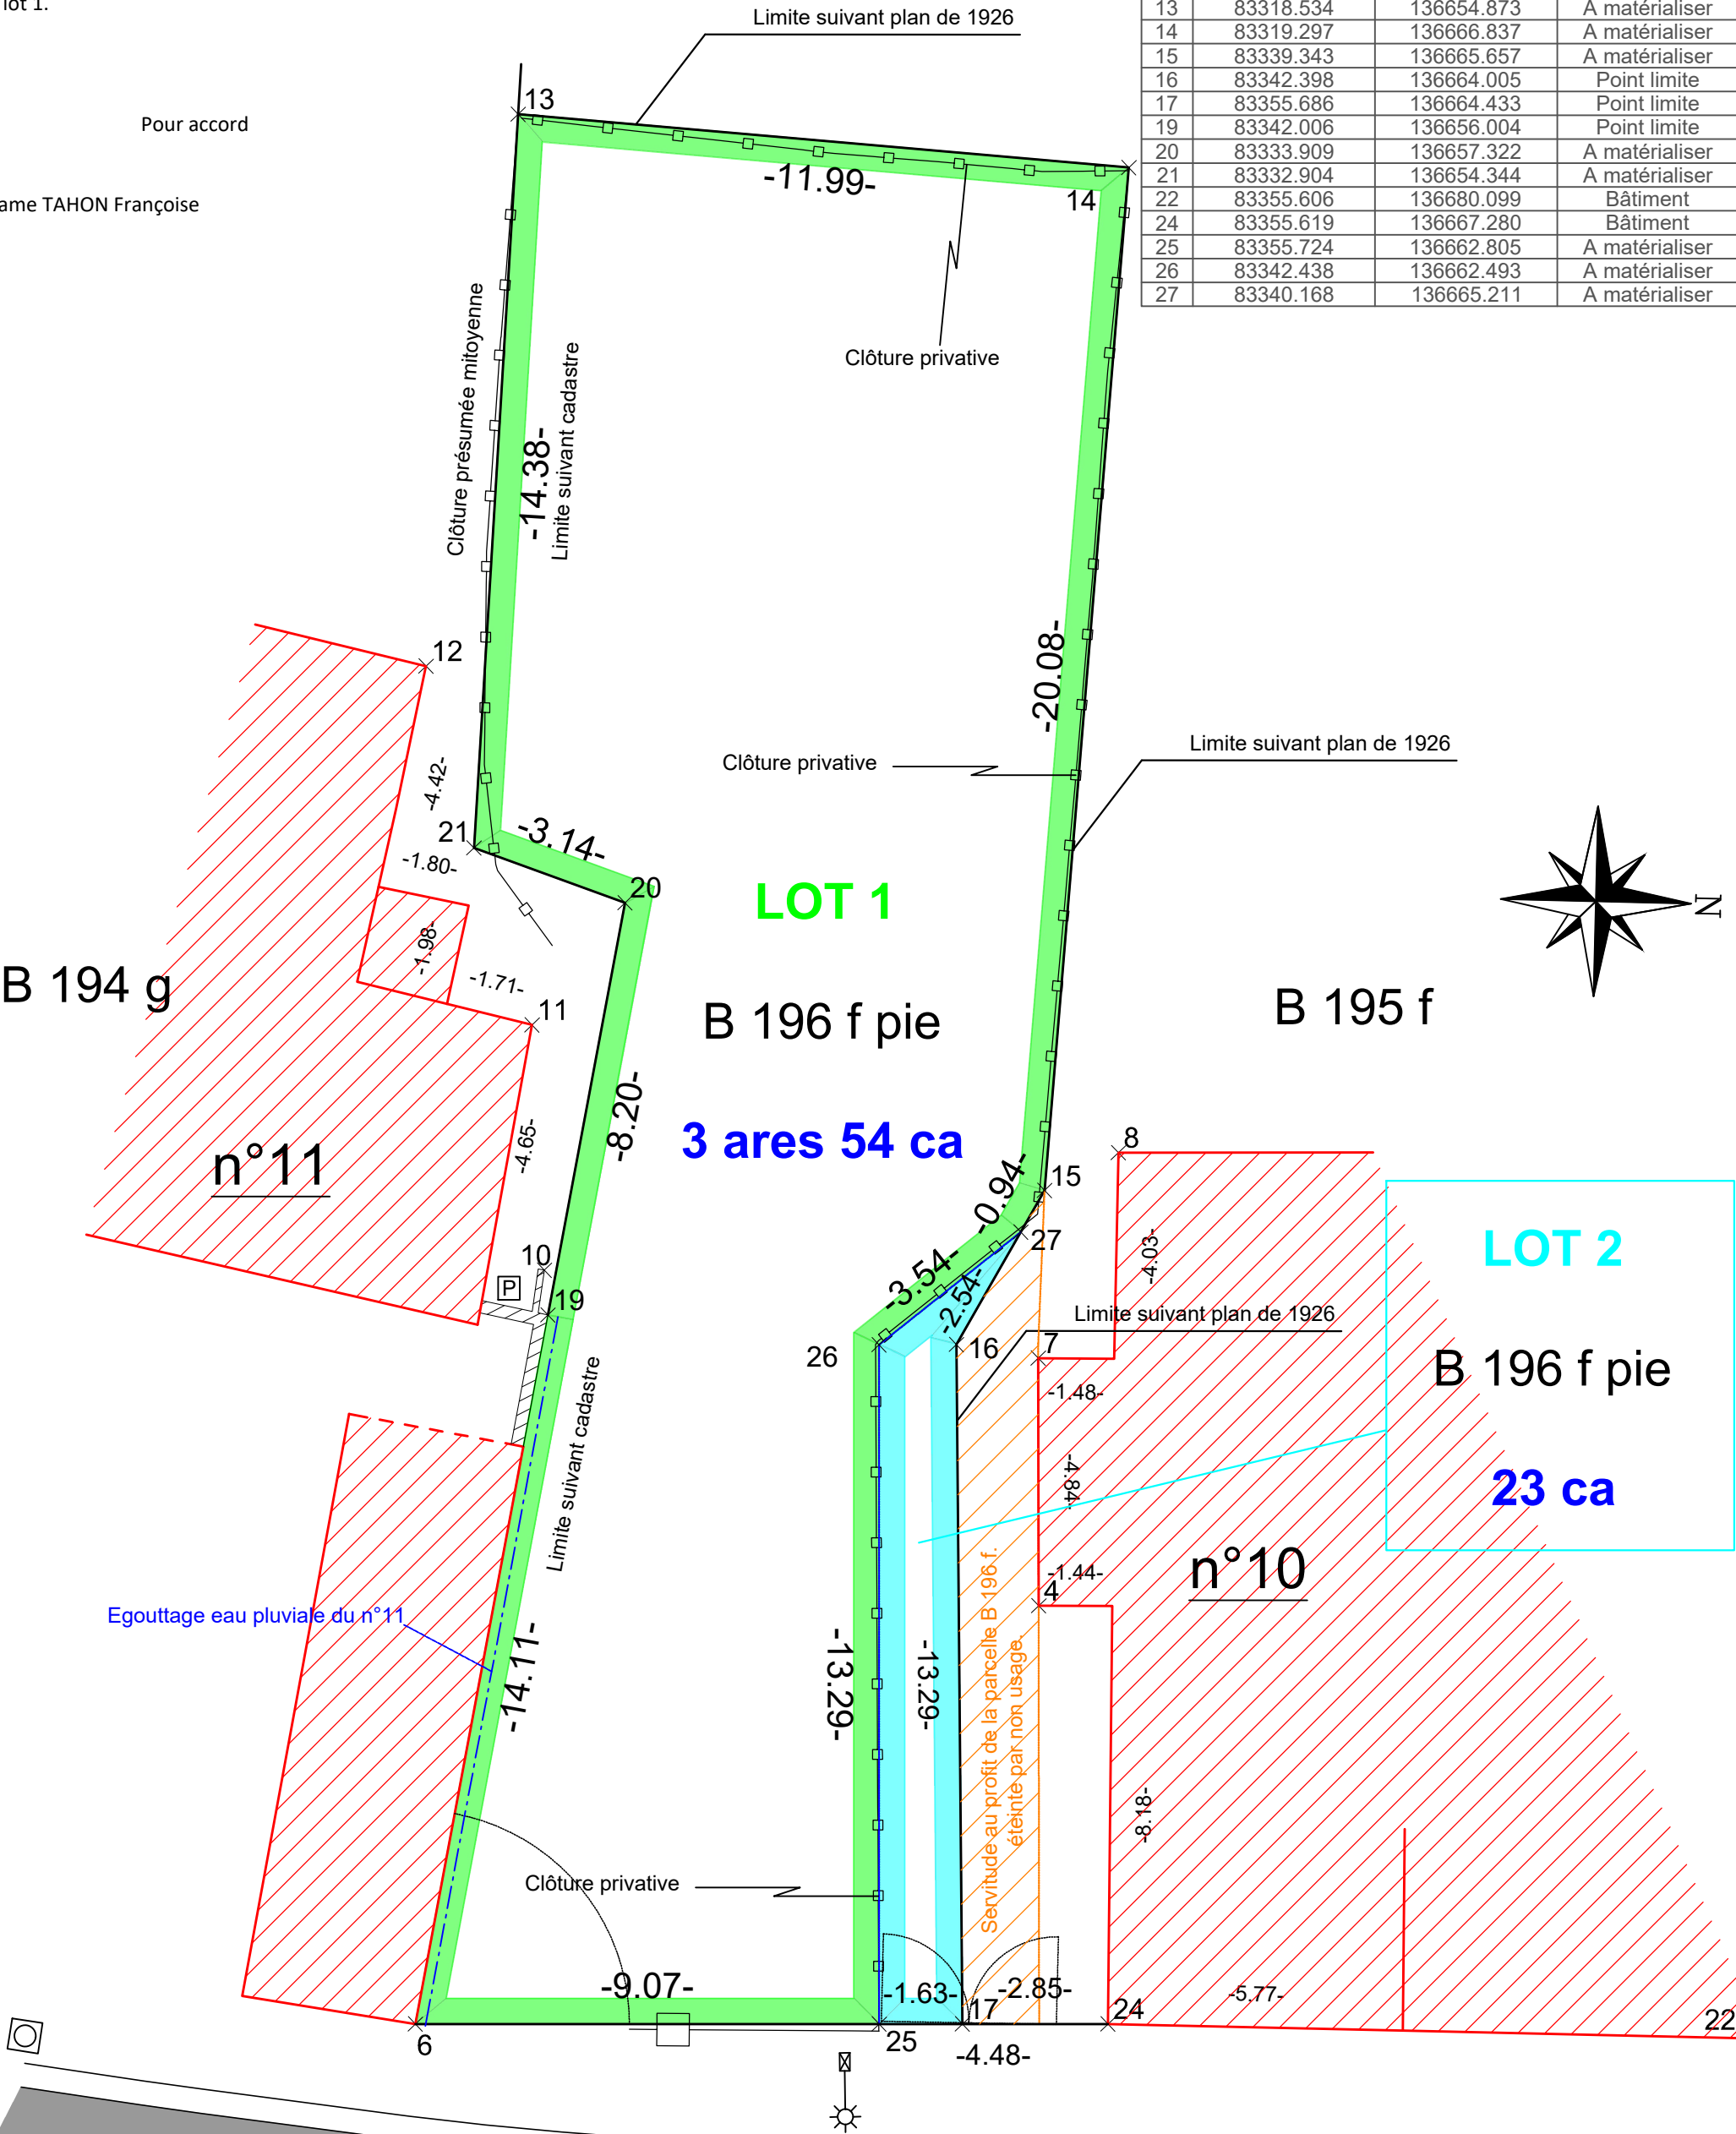 lot 1.
Limite suivant plan de 1926
13 83318.534 136654.873 A matérialiser
14 83319.297 136666.837 A matérialiser
15 83339.343 136665.657 A matérialiser
16 83342.398 136664.005 Point limite
17 83355.686 136664.433 Point limite
19 83342.006 136656.004 Point limite
20 83333.909 136657.322 A matérialiser
21 83332.904 136654.344 A matérialiser
22 83355.606 136680.099 Bâtiment
24 83355.619 136667.280 Bâtiment
25 83355.724 136662.805 A matérialiser
26 83342.438 136662.493 A matérialiser
27 83340.168 136665.211 A matérialiser
Pour accord
ame TAHON Françoise
13
-11.99-
14
Clôture présumée mitoyenne
-14.38-
Limite suivant cadastre
Clôture privative
12
-20.08-
Limite suivant plan de 1926
Clôture privative
-4.42-
21
-3.14-
-1.80-
20
LOT 1
N
-1.98-
-1.71-
B 194 g
11
B 196 f pie
B 195 f
-8.20-
3 ares 54 ca
-4.65-
n°11
8
15
-0.94-
27
-4.03-
LOT 2
10
P
19
-3.54-
-2.54-
Limite suivant plan de 1926
26
16
7
B 196 f pie
-1.48-
Limite suivant cadastre
-4.84-
23 ca
n°10
-1.44-
4
Egouttage eau pluviale du n°11
-14.11-
-13.29-
-13.29-
Servitude au profit de la parcelle B 196 f.
éteinte par non usage.
-8.18-
Clôture privative
-9.07-
-1.63-
-2.85-
-5.77-
17
24
22
6
25
-4.48-